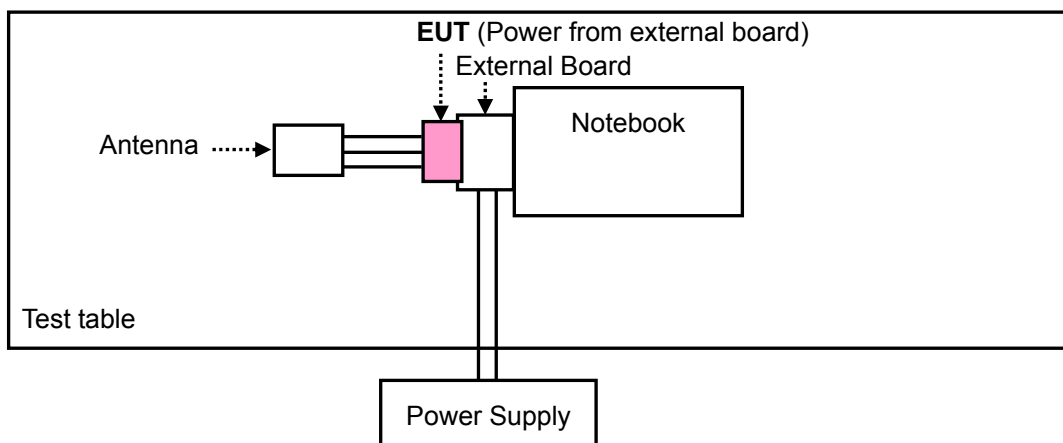 EUT (Power from external board)
External Board
Notebook
Antenna
Test table
Power Supply